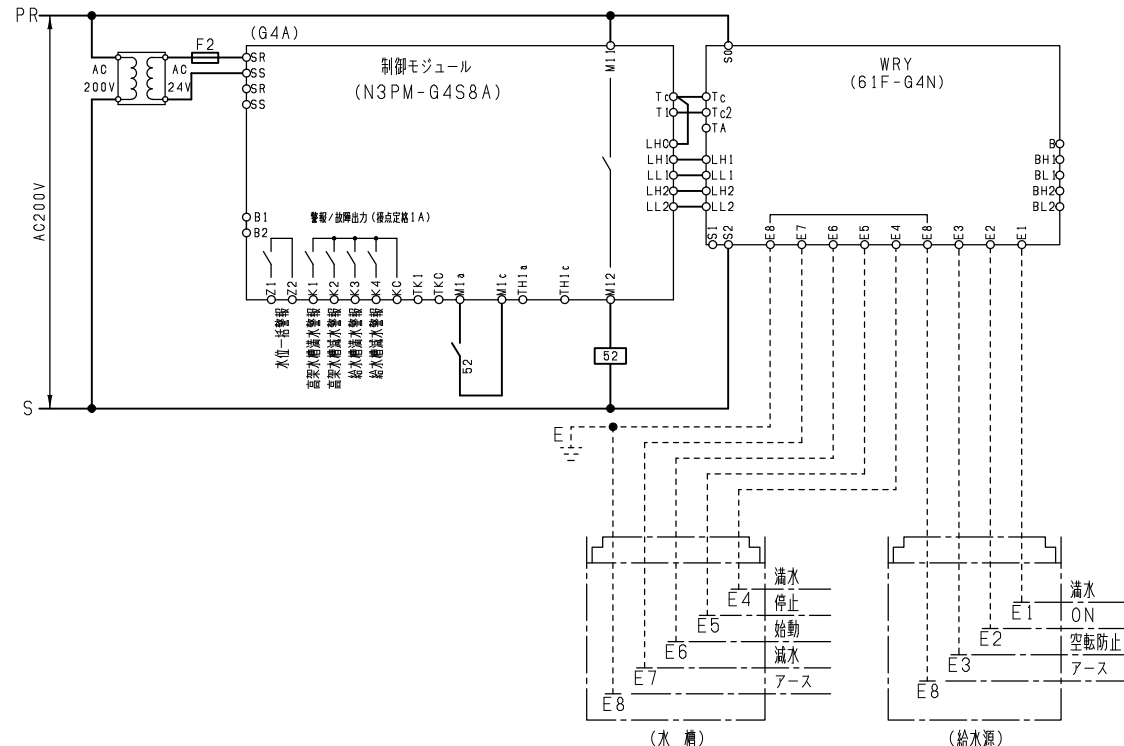 PR
(G4A)
F2
AC
200V
AC
24V
SR
SS
SR
SS
制御モジュール
(N3PM-G4S8A)
M11
S0
WRY
(61F-G4N)
Tc
T1
LHC
LH1
LL1
LH2
LL2
Tc
Tc2
TA
LH1
LL1
LH2
LL2
B
BH1
BL1
BH2
BL2
AC200V
B1
B2
警報/故障出力(接点定格1A)
S1
S2
E8
E7
E6
E5
E4
E8
E3
E2
E1
Z1
Z2
K1
K2
K3
K4
KC
TK1
TKC
M1a
M1c
TH1a
TH1c
M12
水位一括警報
高架水槽満水警報
高架水槽減水警報
給水槽満水警報
給水槽減水警報
52
52
S
E
満水
E4
停止
E5
始動
E6
減水
E7
アース
E8
満水
E1
ON
E2
空転防止
E3
アース
E8
(水 槽)
(給水源)